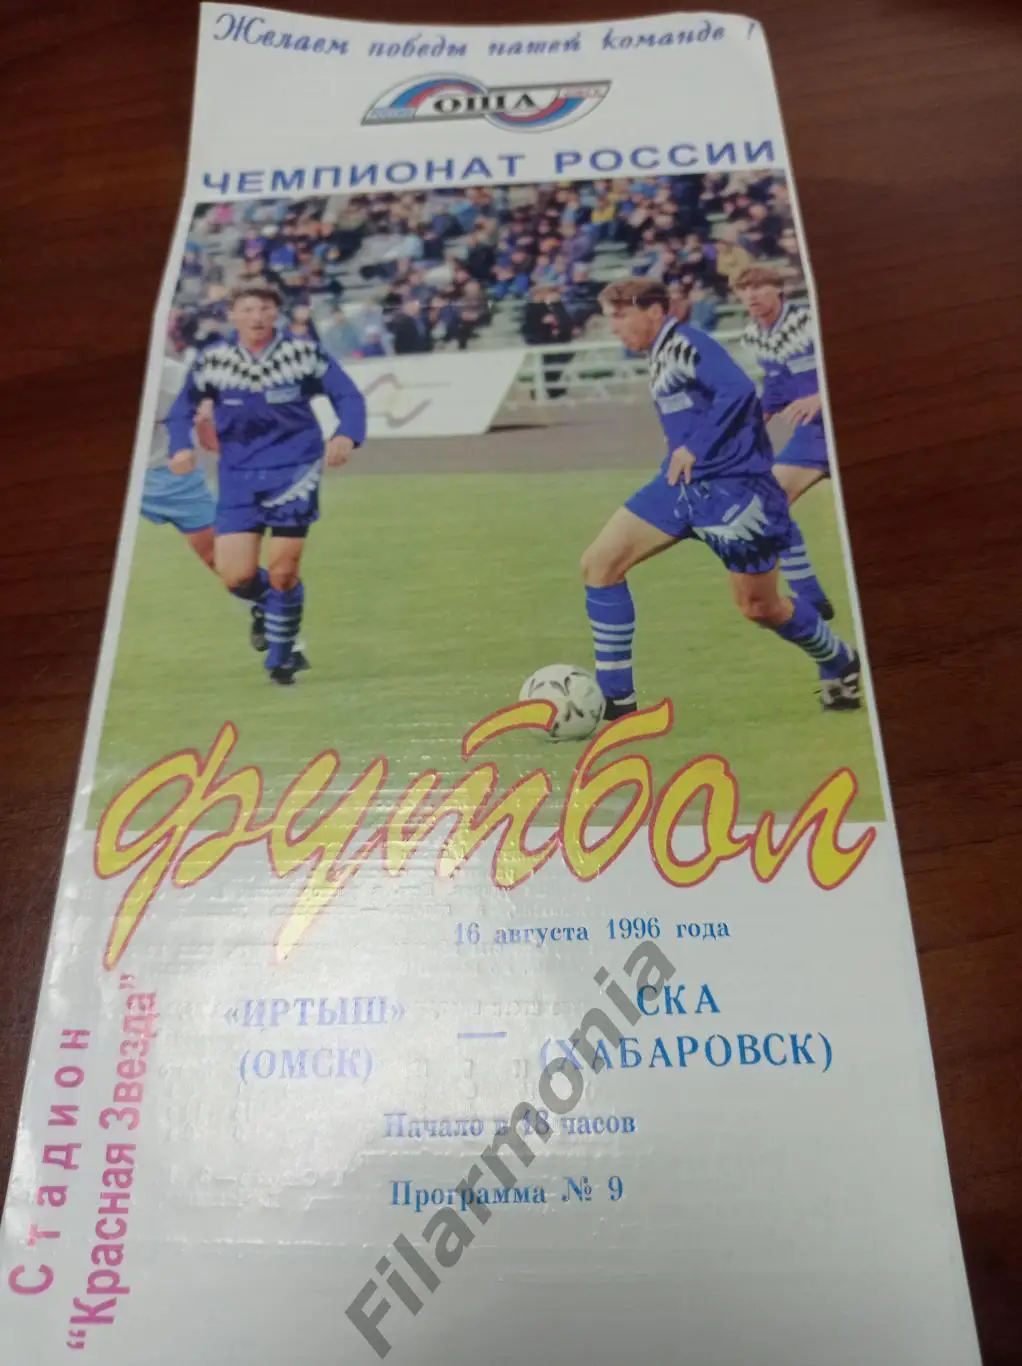 Желаем победы нашей команде !
ОША
ЧЕМПИОНАТ РОССИИ
футбол
16 августа 1996 года
«ИРТЫШ» — СКА
(ОМСК) (ХАБАРОВСК)
Начало в 18 часов
Программа № 9
Стадион
"Красная Звезда"
Filarmonia